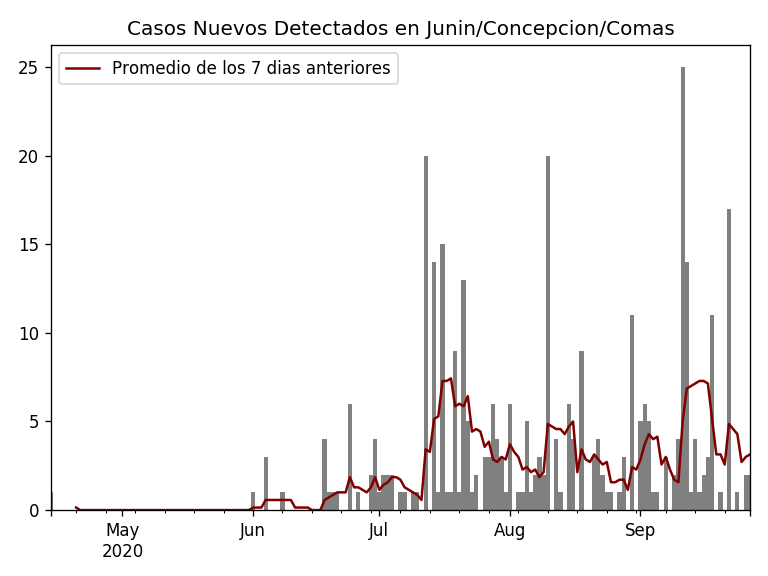 Casos Nuevos Detectados en Junin/Concepcion/Comas
Promedio de los 7 dias anteriores
25
20
15
10
5
0
May Jun Jul Aug Sep
2020